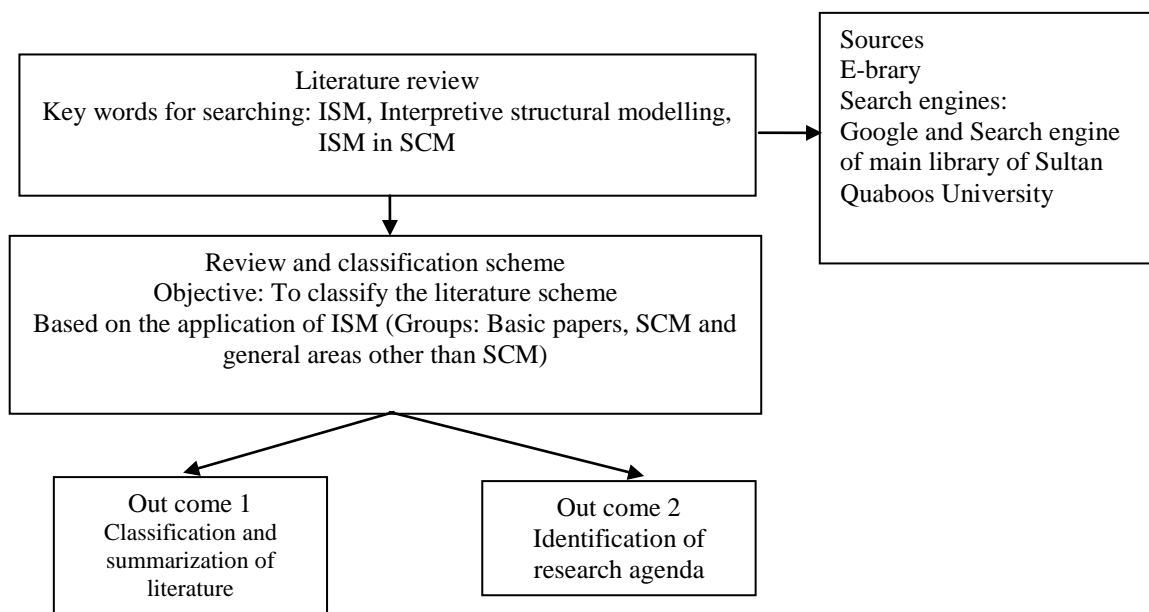 Literature review
Key words for searching: ISM, Interpretive structural modelling,
ISM in SCM
Sources
E-brary
Search engines:
Google and Search engine
of main library of Sultan
Quaboos University
Review and classification scheme
Objective: To classify the literature scheme
Based on the application of ISM (Groups: Basic papers, SCM and
general areas other than SCM)
Out come 1
Classification and
summarization of
literature
Out come 2
Identification of
research agenda